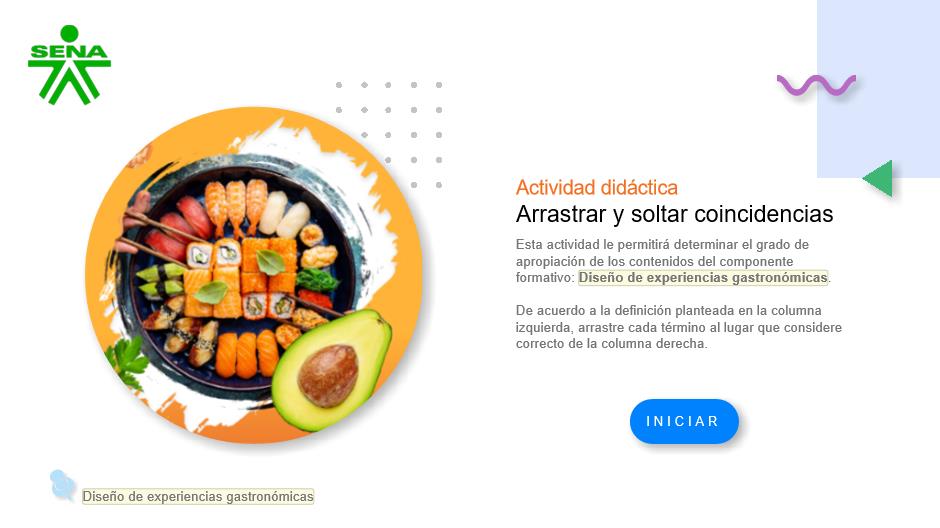 SENA
Actividad didáctica
Arrastrar y soltar coincidencias
Esta actividad le permitirá determinar el grado de
apropiación de los contenidos del componente
formativo: Diseño de experiencias gastronómicas.
De acuerdo a la definición planteada en la columna
izquierda, arrastre cada término al lugar que considere
correcto de la columna derecha.
INICIAR
Diseño de experiencias gastronómicas